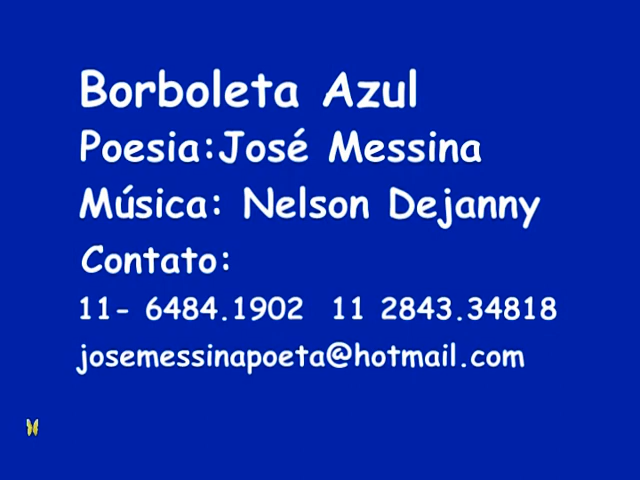 Borboleta Azul
Poesia:José Messina
Música: Nelson Dejanny
Contato:
11- 6484.1902  11 2843.34818
josemessinapoeta@hotmail.com